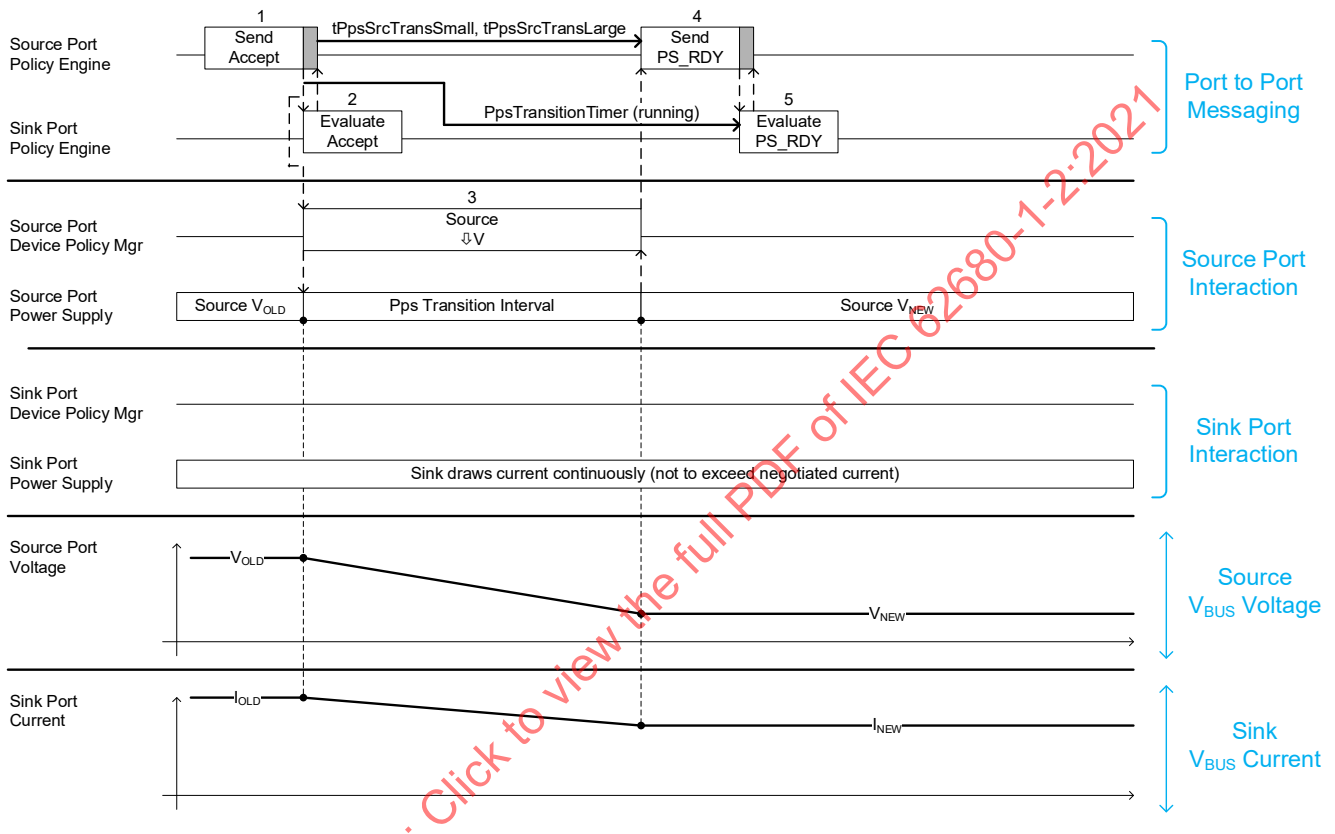 1
Send
Accept
tPpsSrcTransSmall, tPpsSrcTransLarge
4
Send
PS_RDY
Source Port
Policy Engine
2
Evaluate
Accept
PpsTransitionTimer (running)
5
Evaluate
PS_RDY
Sink Port
Policy Engine
Port to Port
Messaging
3
Source
⇩V
Source Port
Device Policy Mgr
Source Port
Power Supply
Source VOLD
Pps Transition Interval
Source VNEW
Source Port
Interaction
Sink Port
Device Policy Mgr
Sink Port
Power Supply
Sink draws current continuously (not to exceed negotiated current)
Sink Port
Interaction
Source Port
Voltage
VOLD
VNEW
Source
VBUS Voltage
Sink Port
Current
IOLD
INEW
Sink
VBUS Current
: Click to view the full PDF of IEC 62680-1-2:2021